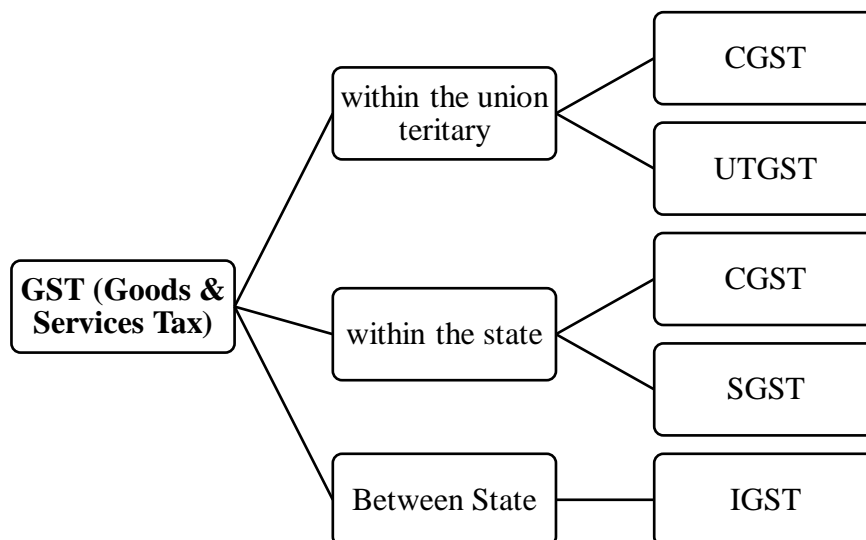 GST (Goods &
Services Tax)
within the union
teritary
CGST
UTGST
within the state
CGST
SGST
Between State
IGST